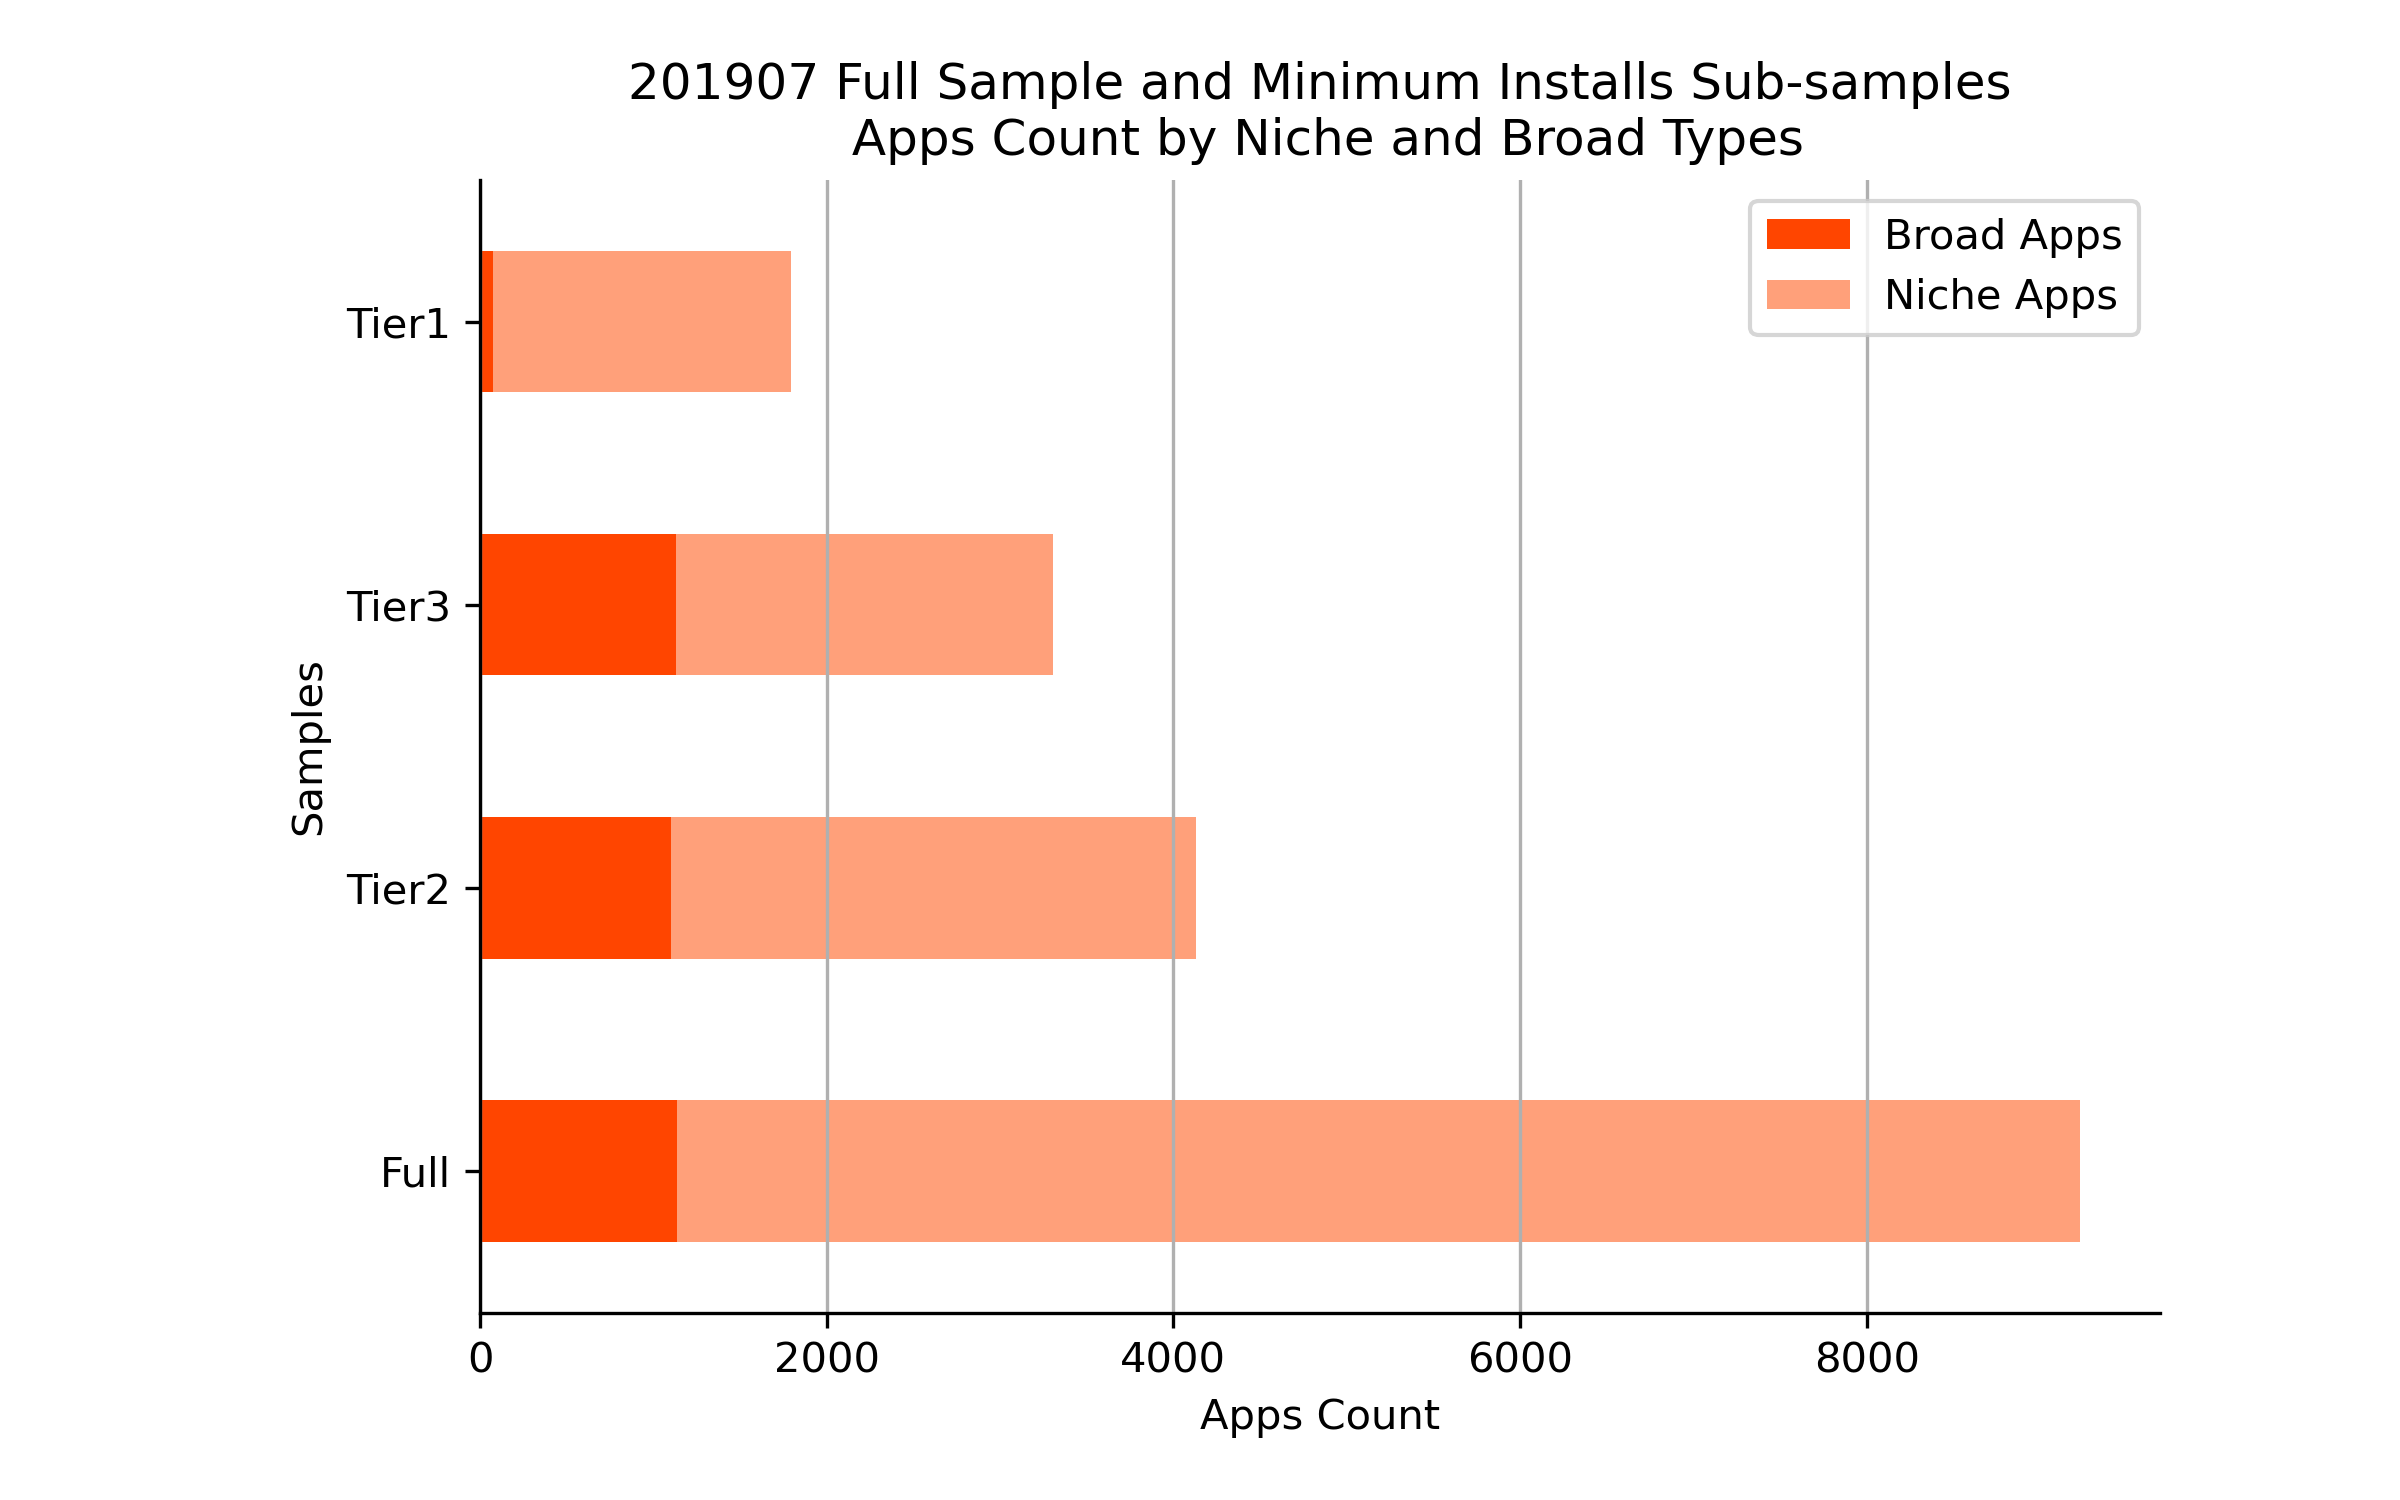 201907 Full Sample and Minimum Installs Sub-samples
Apps Count by Niche and Broad Types
Broad Apps
Niche Apps
Tier1
Tier3
Tier2
Full
Samples
0 2000 4000 6000 8000
Apps Count